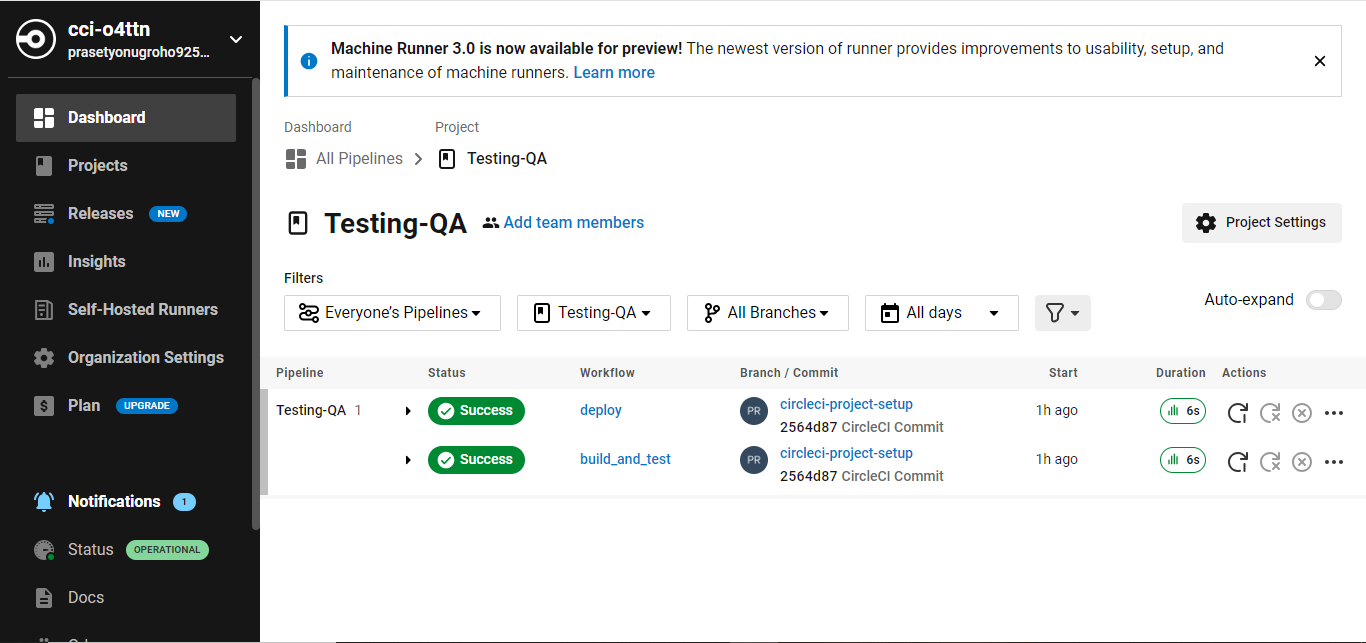 cci-o4ttn
prasetyonugroho925...
Dashboard
Projects
Releases NEW
Insights
Self-Hosted Runners
Organization Settings
Plan UPGRADE
Notifications 1
Status OPERATIONAL
Docs
Machine Runner 3.0 is now available for preview! The newest version of runner provides improvements to usability, setup, and
maintenance of machine runners. Learn more
Dashboard Project
All Pipelines Testing-QA
Testing-QA Add team members
Project Settings
Filters
Everyone's Pipelines Testing-QA All Branches All days
Auto-expand
Pipeline Status Workflow Branch / Commit Start Duration Actions
Testing-QA 1 Success deploy PR circleci-project-setup 1h ago 6s
2564d87 CircleCI Commit
Success build_and_test PR circleci-project-setup 1h ago 6s
2564d87 CircleCI Commit